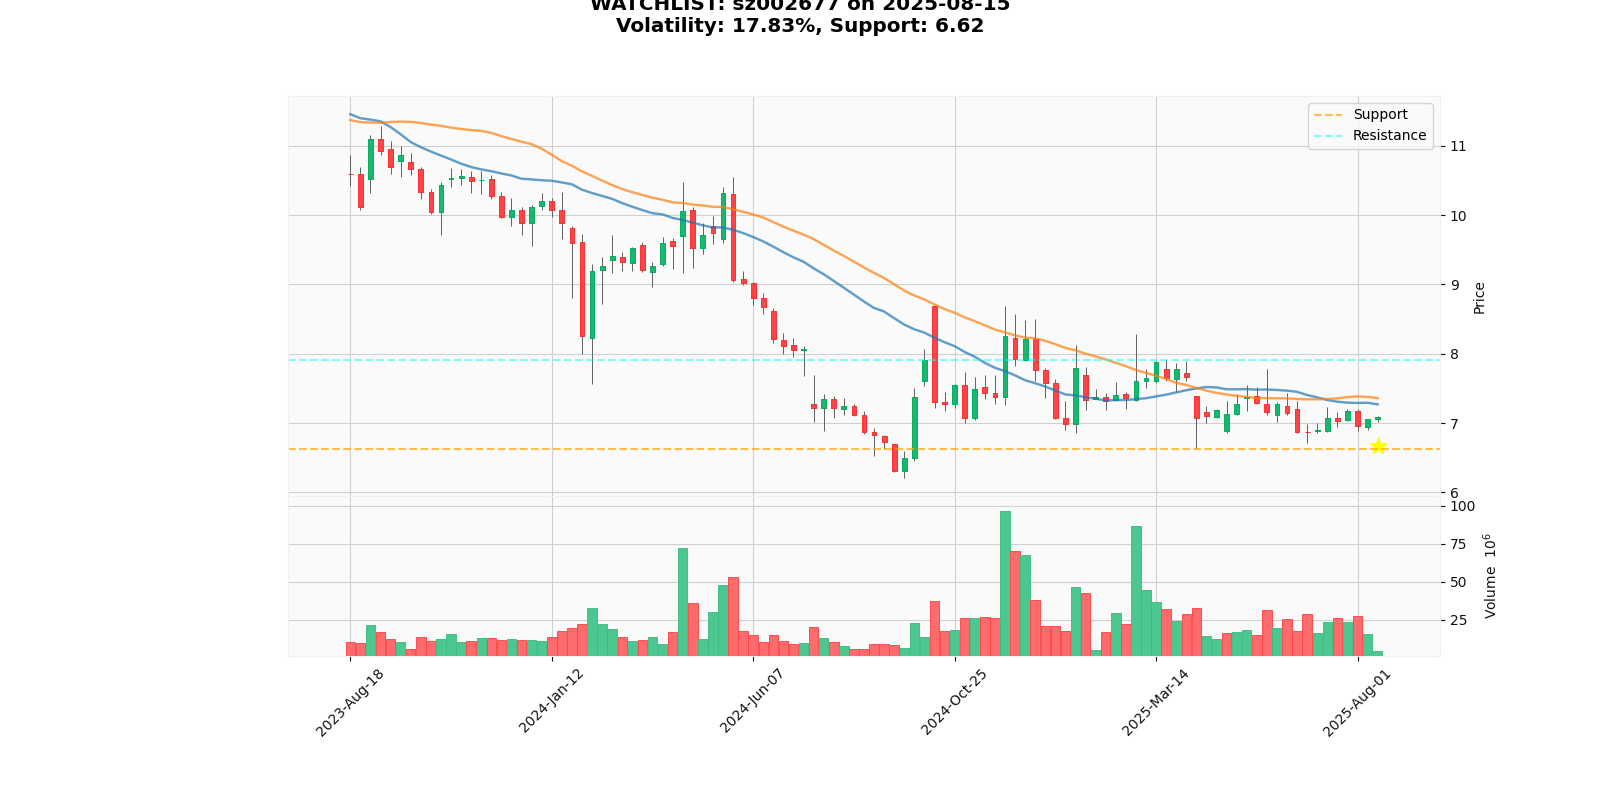 WATCHLIST: sz002677 on 2025-08-15
Volatility: 17.83%, Support: 6.62
Support
Resistance
11
10
9
8
7
6
Price
100
75
50
25
Volume 10^6
2023-Aug-18
2024-Jan-12
2024-Jun-07
2024-Oct-25
2025-Mar-14
2025-Aug-01